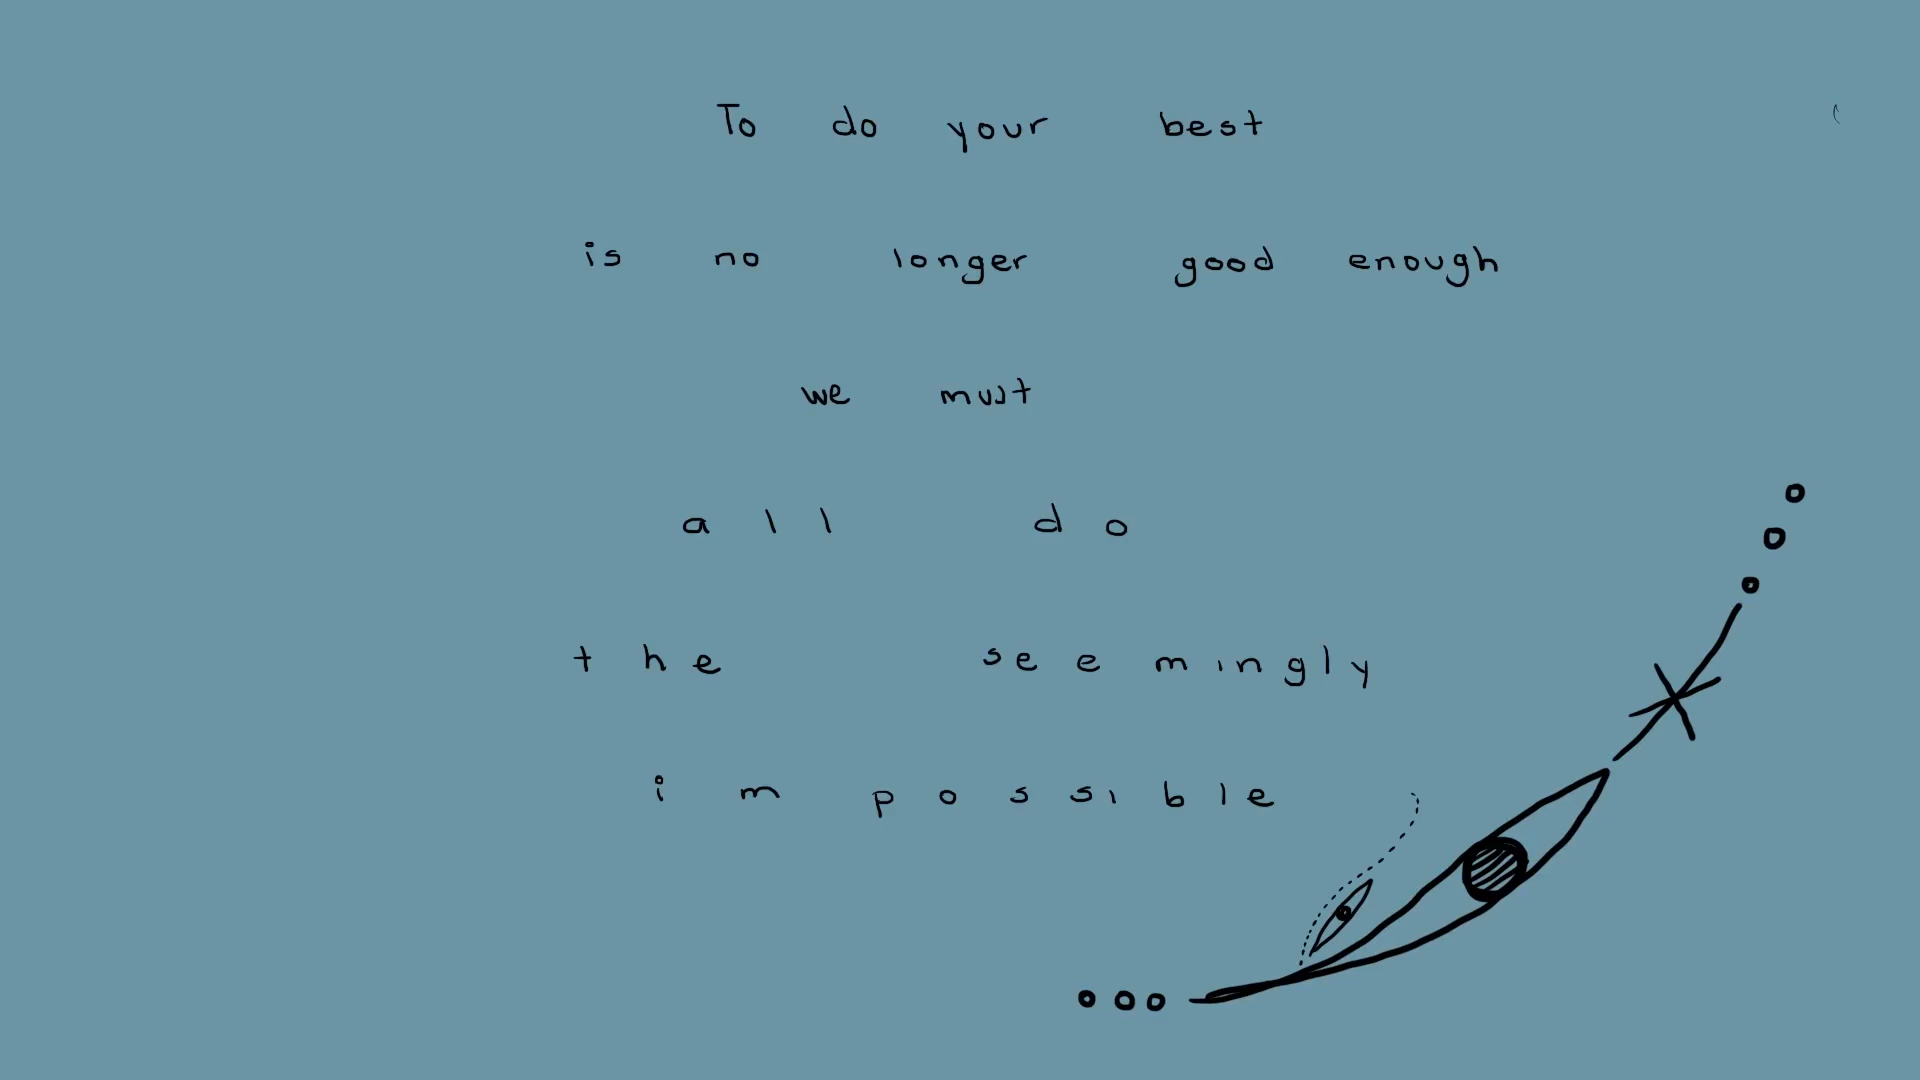 To do your best
is no longer good enough
we must
all do
the seemingly
impossible